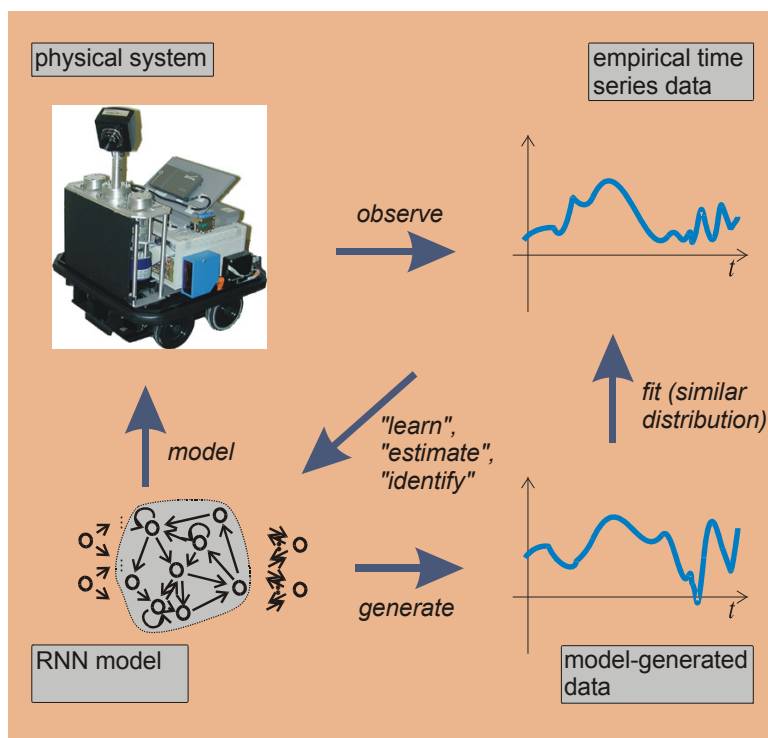 physical system
empirical time
series data
observe
t
"learn",
"estimate",
"identify"
fit (similar
distribution)
model
generate
t
RNN model
model-generated
data